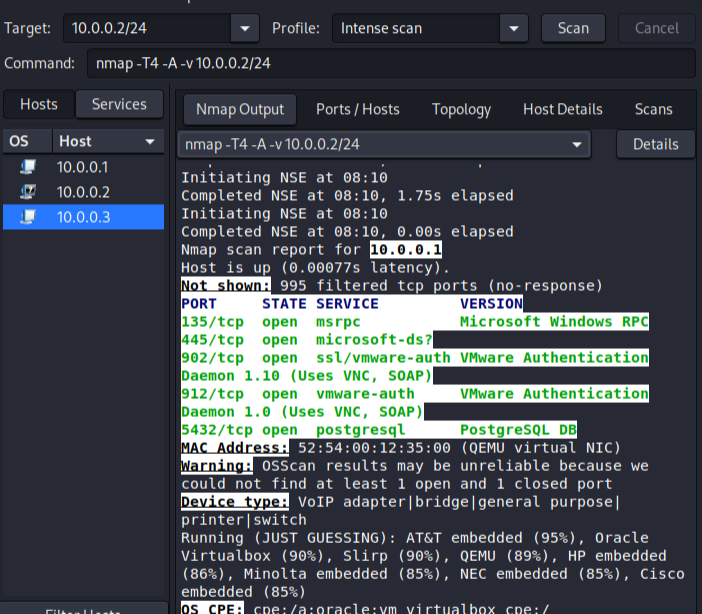 Target: 10.0.0.2/24 Profile: Intense scan Scan Cancel
Command: nmap -T4 -A -v 10.0.0.2/24
Hosts Services
Nmap Output Ports / Hosts Topology Host Details Scans
OS Host
10.0.0.1
10.0.0.2
10.0.0.3
nmap -T4 -A -v 10.0.0.2/24 Details
Initiating NSE at 08:10
Completed NSE at 08:10, 1.75s elapsed
Initiating NSE at 08:10
Completed NSE at 08:10, 0.00s elapsed
Nmap scan report for 10.0.0.1
Host is up (0.00077s latency).
Not shown: 995 filtered tcp ports (no-response)
PORT STATE SERVICE VERSION
135/tcp open msrpc Microsoft Windows RPC
445/tcp open microsoft-ds?
902/tcp open ssl/vmware-auth VMware Authentication
Daemon 1.10 (Uses VNC, SOAP)
912/tcp open vmware-auth VMware Authentication
Daemon 1.0 (Uses VNC, SOAP)
5432/tcp open postgresql PostgreSQL DB
MAC Address: 52:54:00:12:35:00 (QEMU virtual NIC)
Warning: OSScan results may be unreliable because we
could not find at least 1 open and 1 closed port
Device type: VoIP adapter|bridge|general purpose|
printer|switch
Running (JUST GUESSING): AT&T embedded (95%), Oracle
Virtualbox (90%), Slirp (90%), QEMU (89%), HP embedded
(86%), Minolta embedded (85%), NEC embedded (85%), Cisco
embedded (85%)
OS CPE: cpe:/a:oracle:vm_virtualbox cpe:/
Filter Hosts